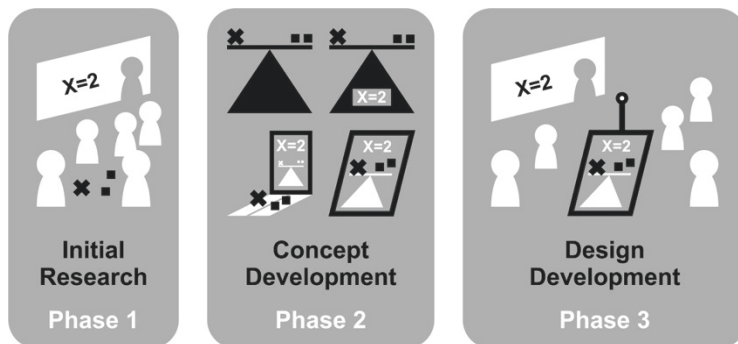 X=2
Initial
Research
Phase 1
X=2
X=2
X=2
Concept
Development
Phase 2
X=2
X=2
Design
Development
Phase 3